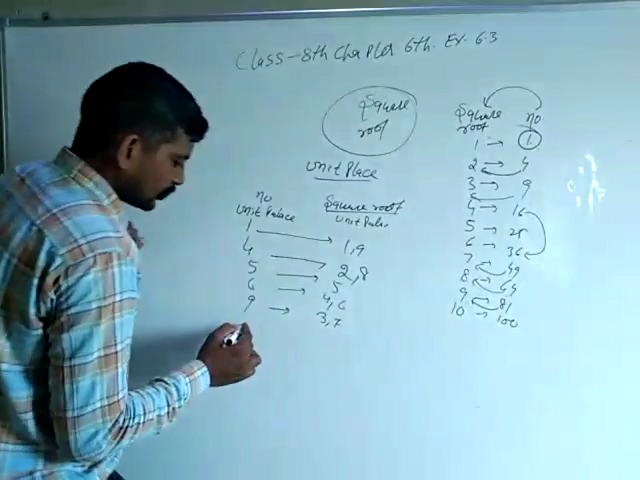 Class-8th Chapter 6th. Ex. 6.3
Square
root
Unit Place
no
Unit Palace
Square root
Unit Pale.
1 → 1,9
4 → 2,8
5 → 5
6 → 4,6
9 → 3,7
Square
root
no
1 → 1
2 → 4
3 → 9
4 → 16
5 → 25
6 → 36
7 → 49
8 → 64
9 → 81
10 → 100